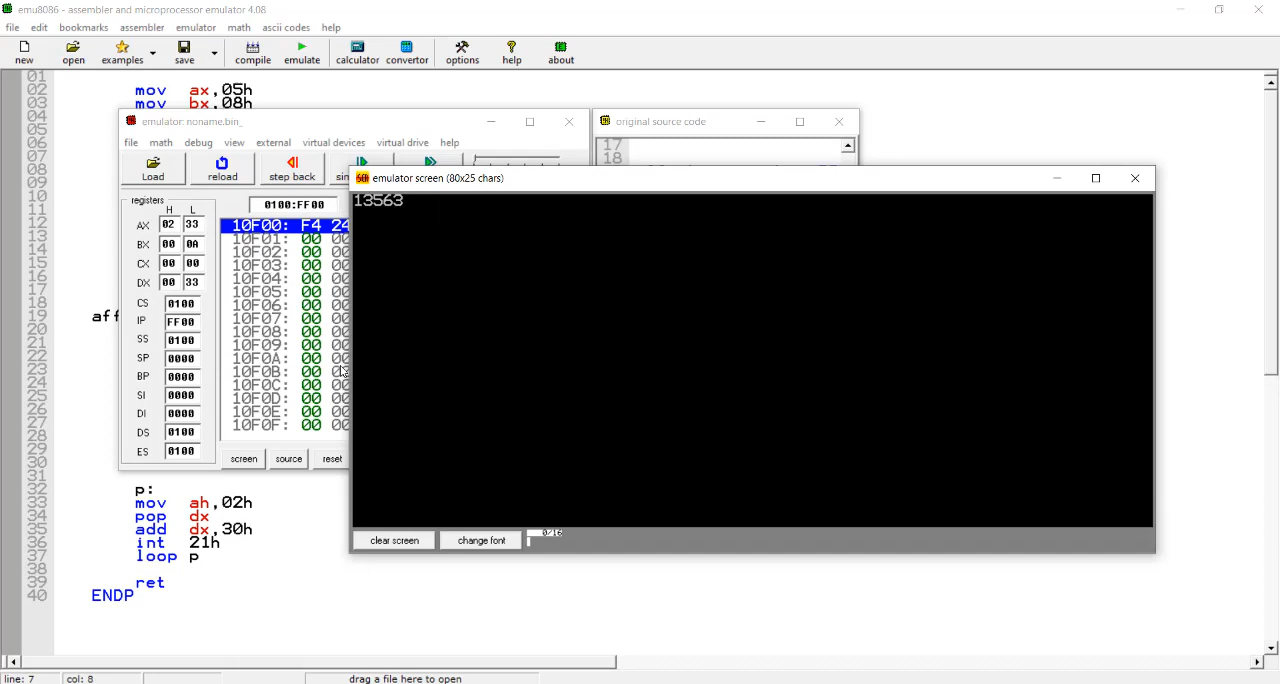 emu8086 - assembler and microprocessor emulator 4.08
file edit bookmarks assembler emulator math ascii codes help
new open examples save compile emulate calculator convertor options help about
01
02 mov ax,05h
03 mov bx,08h
04
05
06
07
08
09
10
11
12
13
14
15
16
17
18
19 aff
20
21
22
23
24
25
26
27
28
29
30
31
32 p:
33 mov ah,02h
34 pop dx
35 add dx,30h
36 int 21h
37 loop p
38
39 ret
40 ENDP
emulator: noname.bin_
file math debug view external virtual devices virtual drive help
Load reload step back
registers
H L
0100:FF00
AX 02 33
BX 00 0A
CX 00 00
DX 00 33
CS 0100
IP FF00
SS 0100
SP 0000
BP 0000
SI 0000
DI 0000
DS 0100
ES 0100
10F00: F4 24
10F01: 00 00
10F02: 00 00
10F03: 00 00
10F04: 00 00
10F05: 00 00
10F06: 00 00
10F07: 00 00
10F08: 00 00
10F09: 00 00
10F0A: 00 00
10F0B: 00 00
10F0C: 00 00
10F0D: 00 00
10F0E: 00 00
10F0F: 00 00
screen source reset
original source code
17
18
emulator screen (80x25 chars)
13563
clear screen change font 0/16
line: 7 col: 8 drag a file here to open